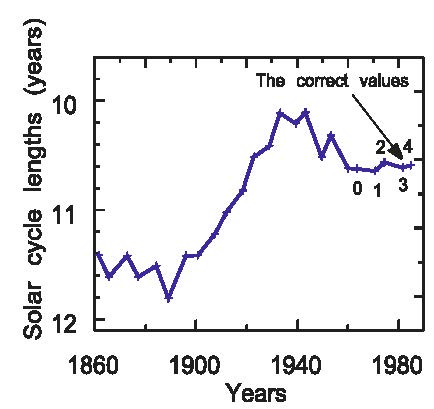 Solar cycle lengths (years)
The correct values
10
11
12
2 4
0 1 3
1860 1900 1940 1980
Years